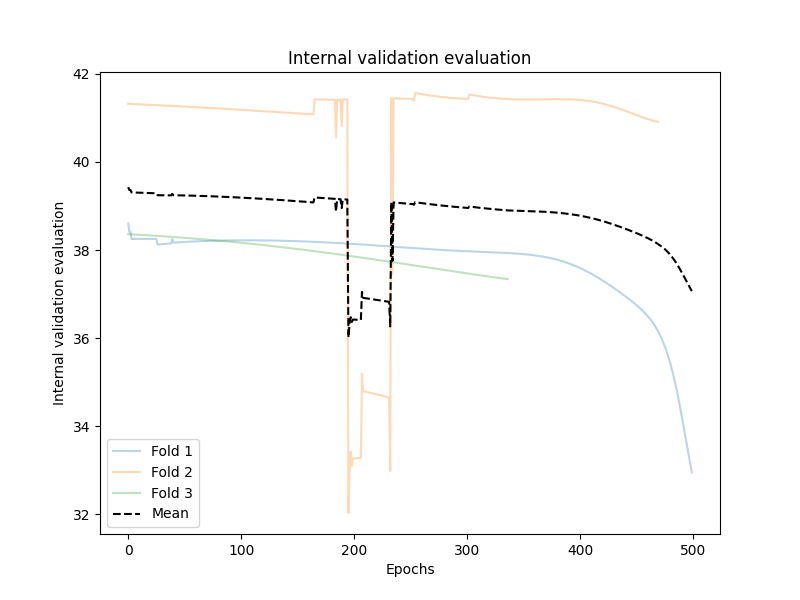 Internal validation evaluation
Internal validation evaluation
42
40
38
36
34
32
Fold 1
Fold 2
Fold 3
Mean
0
100
200
300
400
500
Epochs